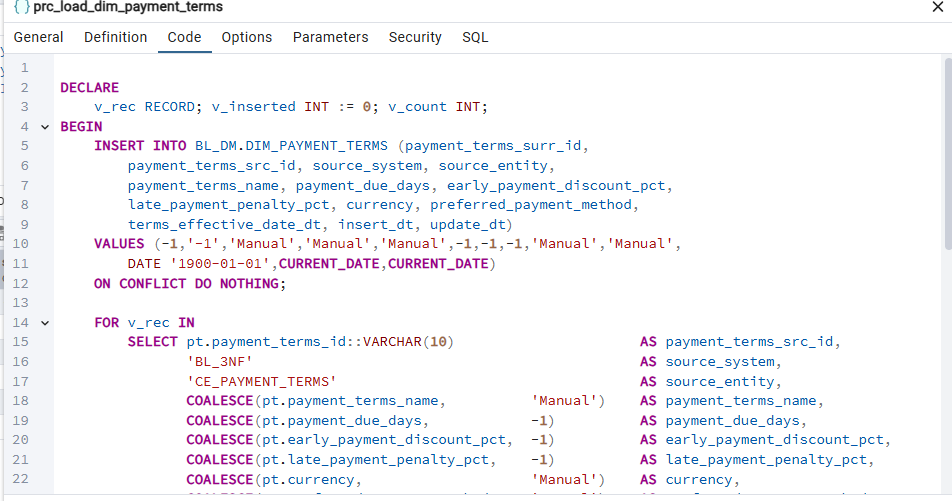 {} prc_load_dim_payment_terms
General Definition Code Options Parameters Security SQL
1
2 DECLARE
3 v_rec RECORD; v_inserted INT := 0; v_count INT;
4 BEGIN
5 INSERT INTO BL_DM.DIM_PAYMENT_TERMS (payment_terms_surr_id,
6 payment_terms_src_id, source_system, source_entity,
7 payment_terms_name, payment_due_days, early_payment_discount_pct,
8 late_payment_penalty_pct, currency, preferred_payment_method,
9 terms_effective_date_dt, insert_dt, update_dt)
10 VALUES (-1,'-1','Manual','Manual','Manual',-1,-1,-1,'Manual','Manual',
11 DATE '1900-01-01',CURRENT_DATE,CURRENT_DATE)
12 ON CONFLICT DO NOTHING;
13
14 FOR v_rec IN
15 SELECT pt.payment_terms_id::VARCHAR(10) AS payment_terms_src_id,
16 'BL_3NF' AS source_system,
17 'CE_PAYMENT_TERMS' AS source_entity,
18 COALESCE(pt.payment_terms_name, 'Manual') AS payment_terms_name,
19 COALESCE(pt.payment_due_days, -1) AS payment_due_days,
20 COALESCE(pt.early_payment_discount_pct, -1) AS early_payment_discount_pct,
21 COALESCE(pt.late_payment_penalty_pct, -1) AS late_payment_penalty_pct,
22 COALESCE(pt.currency, 'Manual') AS currency,